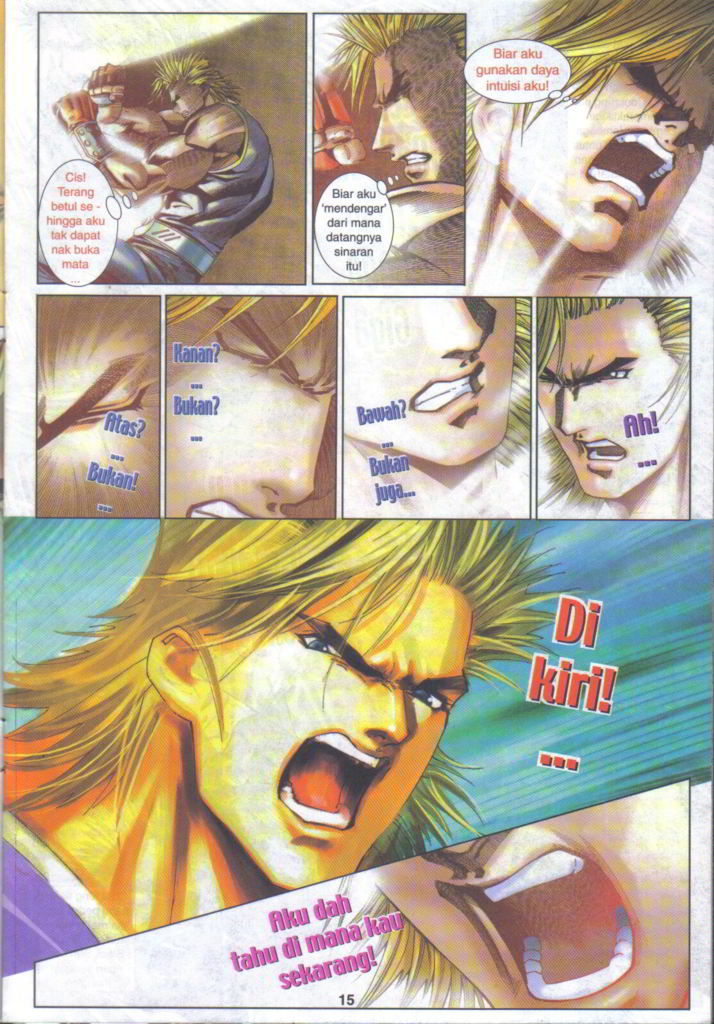 Cis!
Terang
betul se -
hingga aku
tak dapat
nak buka
mata
...
Biar aku
'mendengar'
dari mana
datangnya
sinaran
itu!
Biar aku
gunakan daya
intuisi aku!
Atas?
...
Bukan!
...
Kanan?
...
Bukan?
...
Bawah?
...
Bukan
juga...
Ah!
...
Di
kiri!
...
Aku dah
tahu di mana kau
sekarang!
15